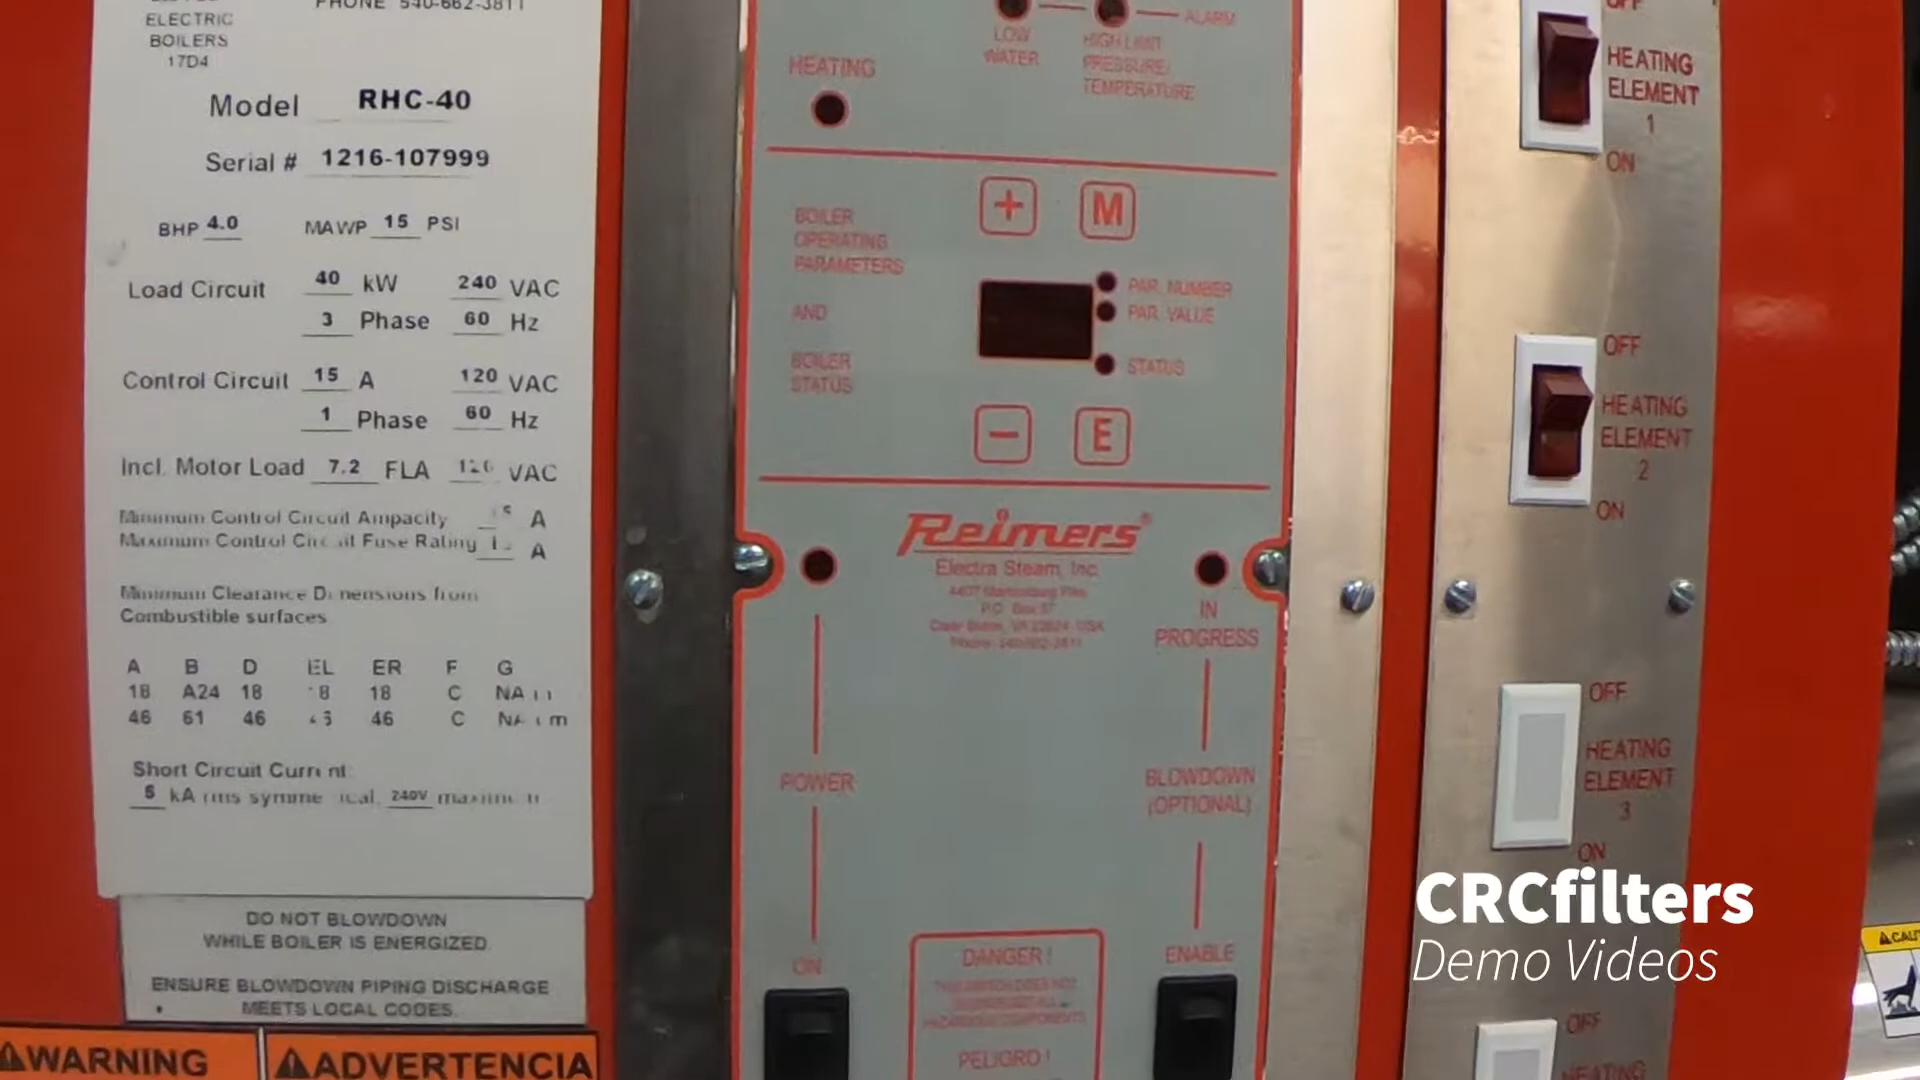 PHONE 540-662-3811
ELECTRIC
BOILERS
17D4
Model RHC-40
Serial # 1216-107999
BHP 4.0 MAWP 15 PSI
Load Circuit 40 kW 240 VAC
3 Phase 60 Hz
Control Circuit 15 A 120 VAC
1 Phase 60 Hz
Incl. Motor Load 7.2 FLA 120 VAC
Minimum Control Circuit Ampacity A
Maximum Control Circuit Fuse Rating A
Minimum Clearance Dimensions from
Combustible surfaces
A B D EL ER F G
18 A24 18 18 18 C NA
46 61 46 46 C NA cm
Short Circuit Current
5 kA rms symmetrical, 240V maximum
DO NOT BLOWDOWN
WHILE BOILER IS ENERGIZED
ENSURE BLOWDOWN PIPING DISCHARGE
MEETS LOCAL CODES.
WARNING
ADVERTENCIA
ALARM
LOW
WATER
HIGH LIMIT
PRESSURE/
TEMPERATURE
HEATING
+ M
BOILER
OPERATING
PARAMETERS
AND
BOILER
STATUS
PAR. NUMBER
PAR. VALUE
STATUS
- E
Reimers®
Electra Steam, Inc.
4407 Martinsburg Pike
P.O. Box 37
Clear Brook, VA 22624 USA
Phone: 540-662-3811
IN
PROGRESS
POWER
BLOWDOWN
(OPTIONAL)
ON
ENABLE
DANGER !
PELIGRO !
OFF
HEATING
ELEMENT
1
ON
OFF
HEATING
ELEMENT
2
ON
OFF
HEATING
ELEMENT
3
ON
OFF
HEATING
CRCfilters
Demo Videos